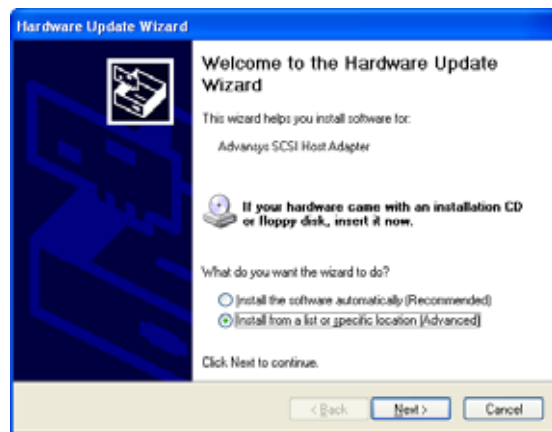 Hardware Update Wizard
Welcome to the Hardware Update
Wizard
This wizard helps you install software for:
Advansys SCSI Host Adapter
If your hardware came with an installation CD
or floppy disk, insert it now.
What do you want the wizard to do?
Install the software automatically (Recommended)
Install from a list or specific location (Advanced)
Click Next to continue.
< Back
Next >
Cancel